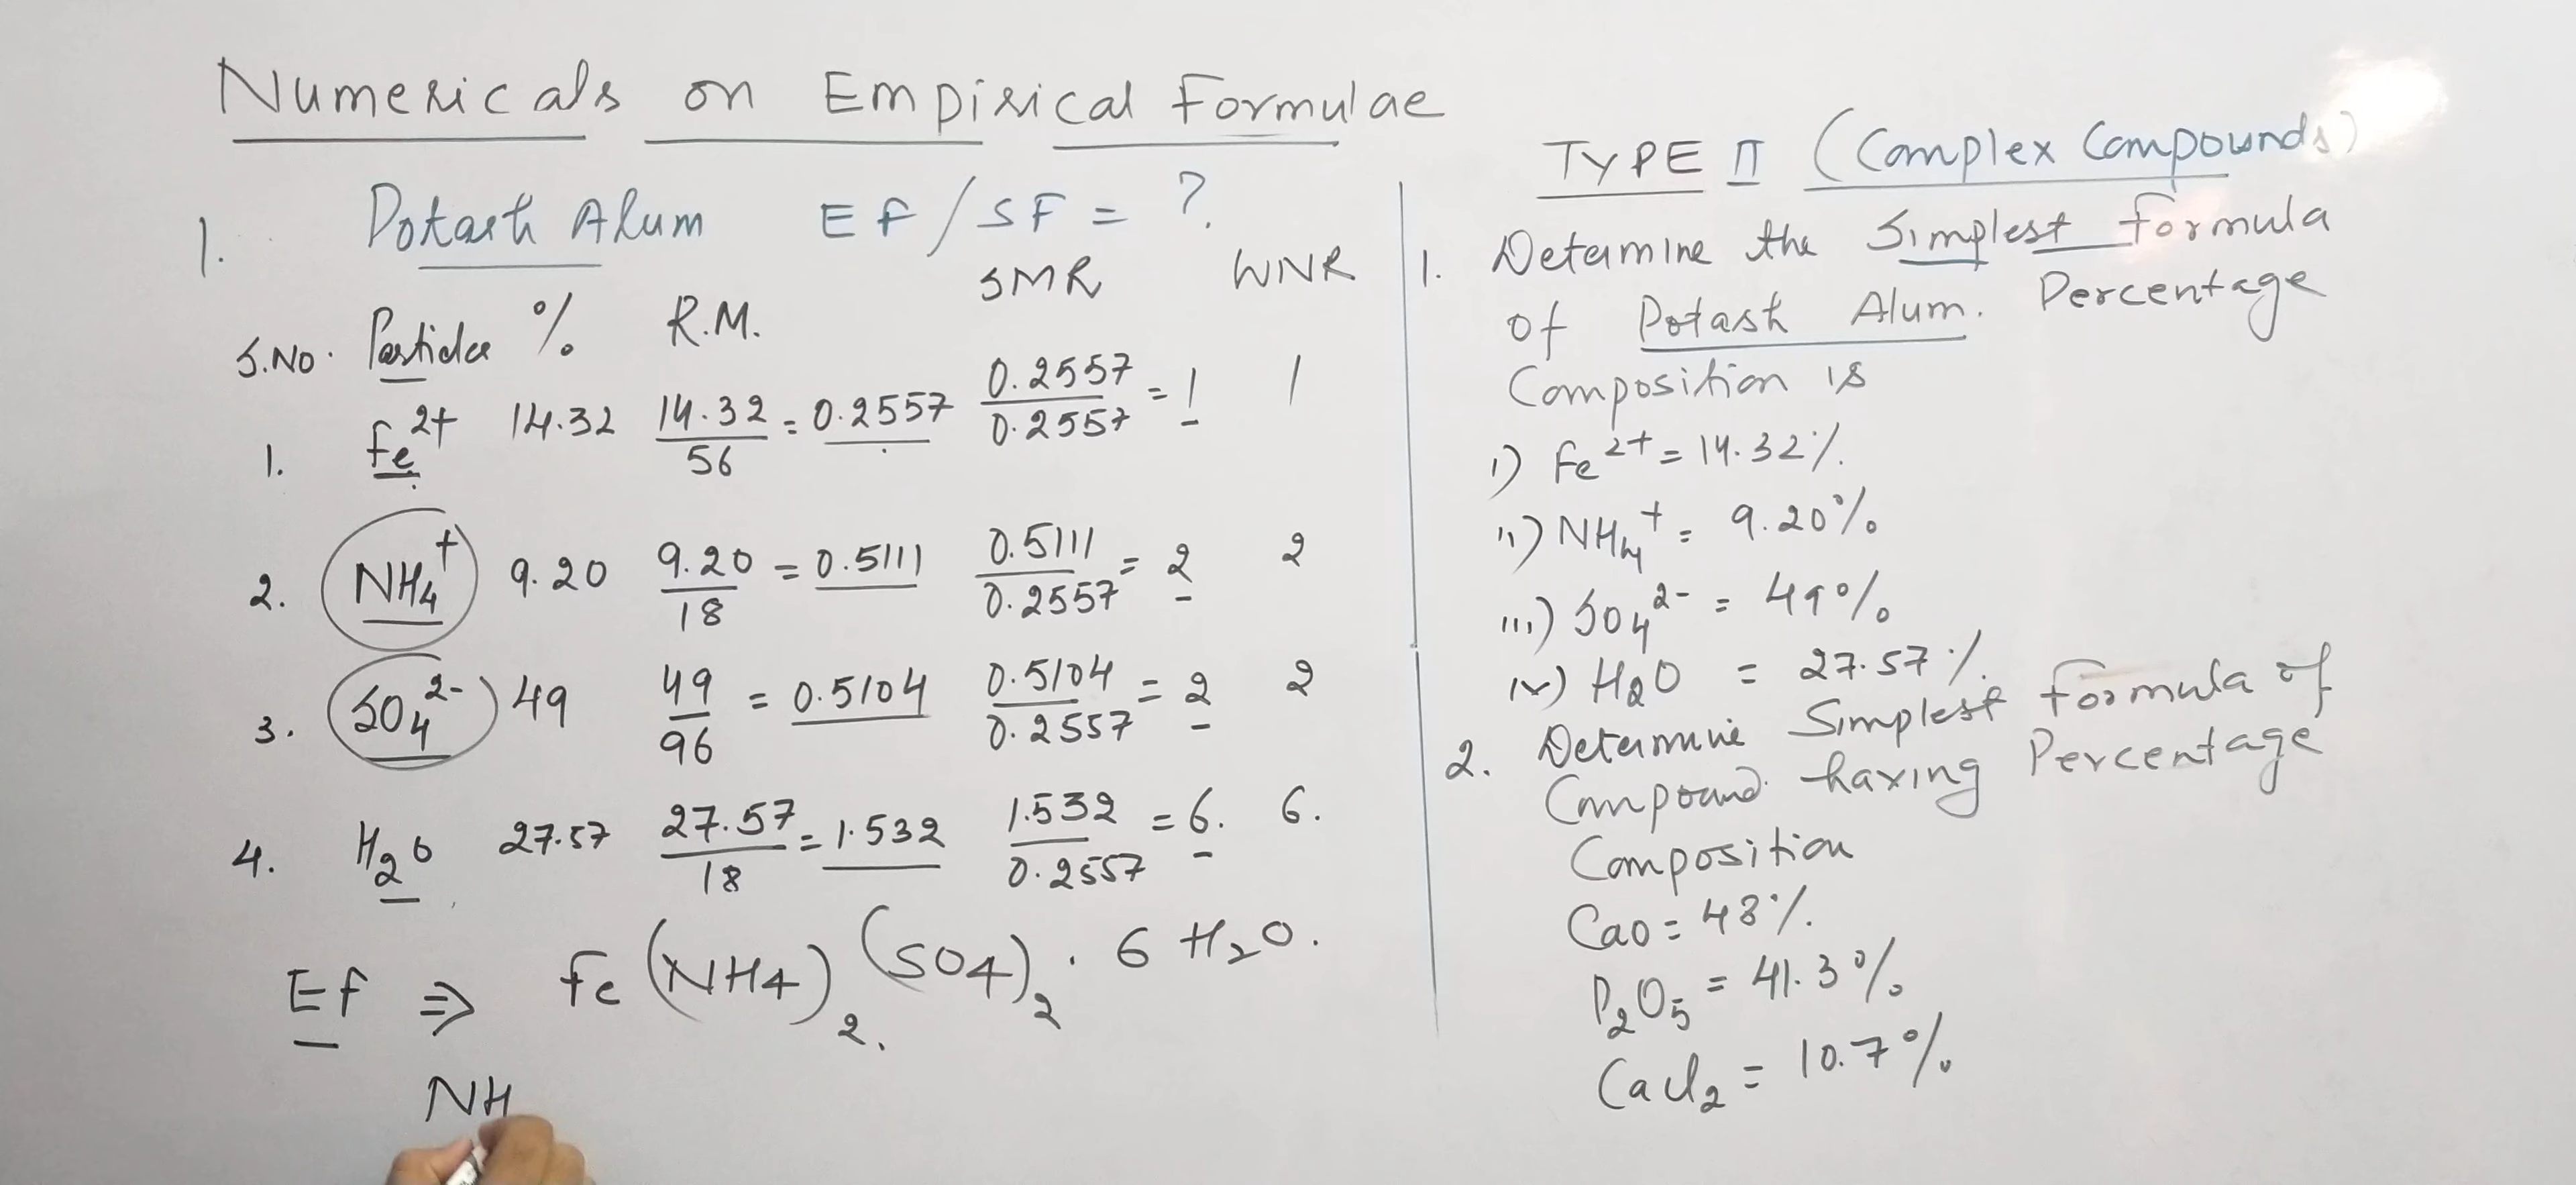 Numericals on Empirical Formulae
1. Potash Alum EF/SF = ?
S.No. Particles % R.M. SMR WNR
1. Fe2+ 14.32 14.32/56 = 0.2557 0.2557/0.2557 = 1 1
2. NH4+ 9.20 9.20/18 = 0.5111 0.5111/0.2557 = 2 2
3. SO4 2- 49 49/96 = 0.5104 0.5104/0.2557 = 2 2
4. H2O 27.57 27.57/18 = 1.532 1.532/0.2557 = 6. 6.
EF ⇒ Fe(NH4)2.(SO4)2 . 6 H2O.
NH
TYPE II (Complex Compounds)
1. Determine the Simplest formula
of Potash Alum. Percentage
Composition is
i) Fe2+ = 14.32%.
ii) NH4+ = 9.20%
iii) SO4 2- = 49%
iv) H2O = 27.57%.
2. Determine Simplest formula of
Compound having Percentage
Composition
CaO = 48%.
P2O5 = 41.3%.
CaCl2 = 10.7%.